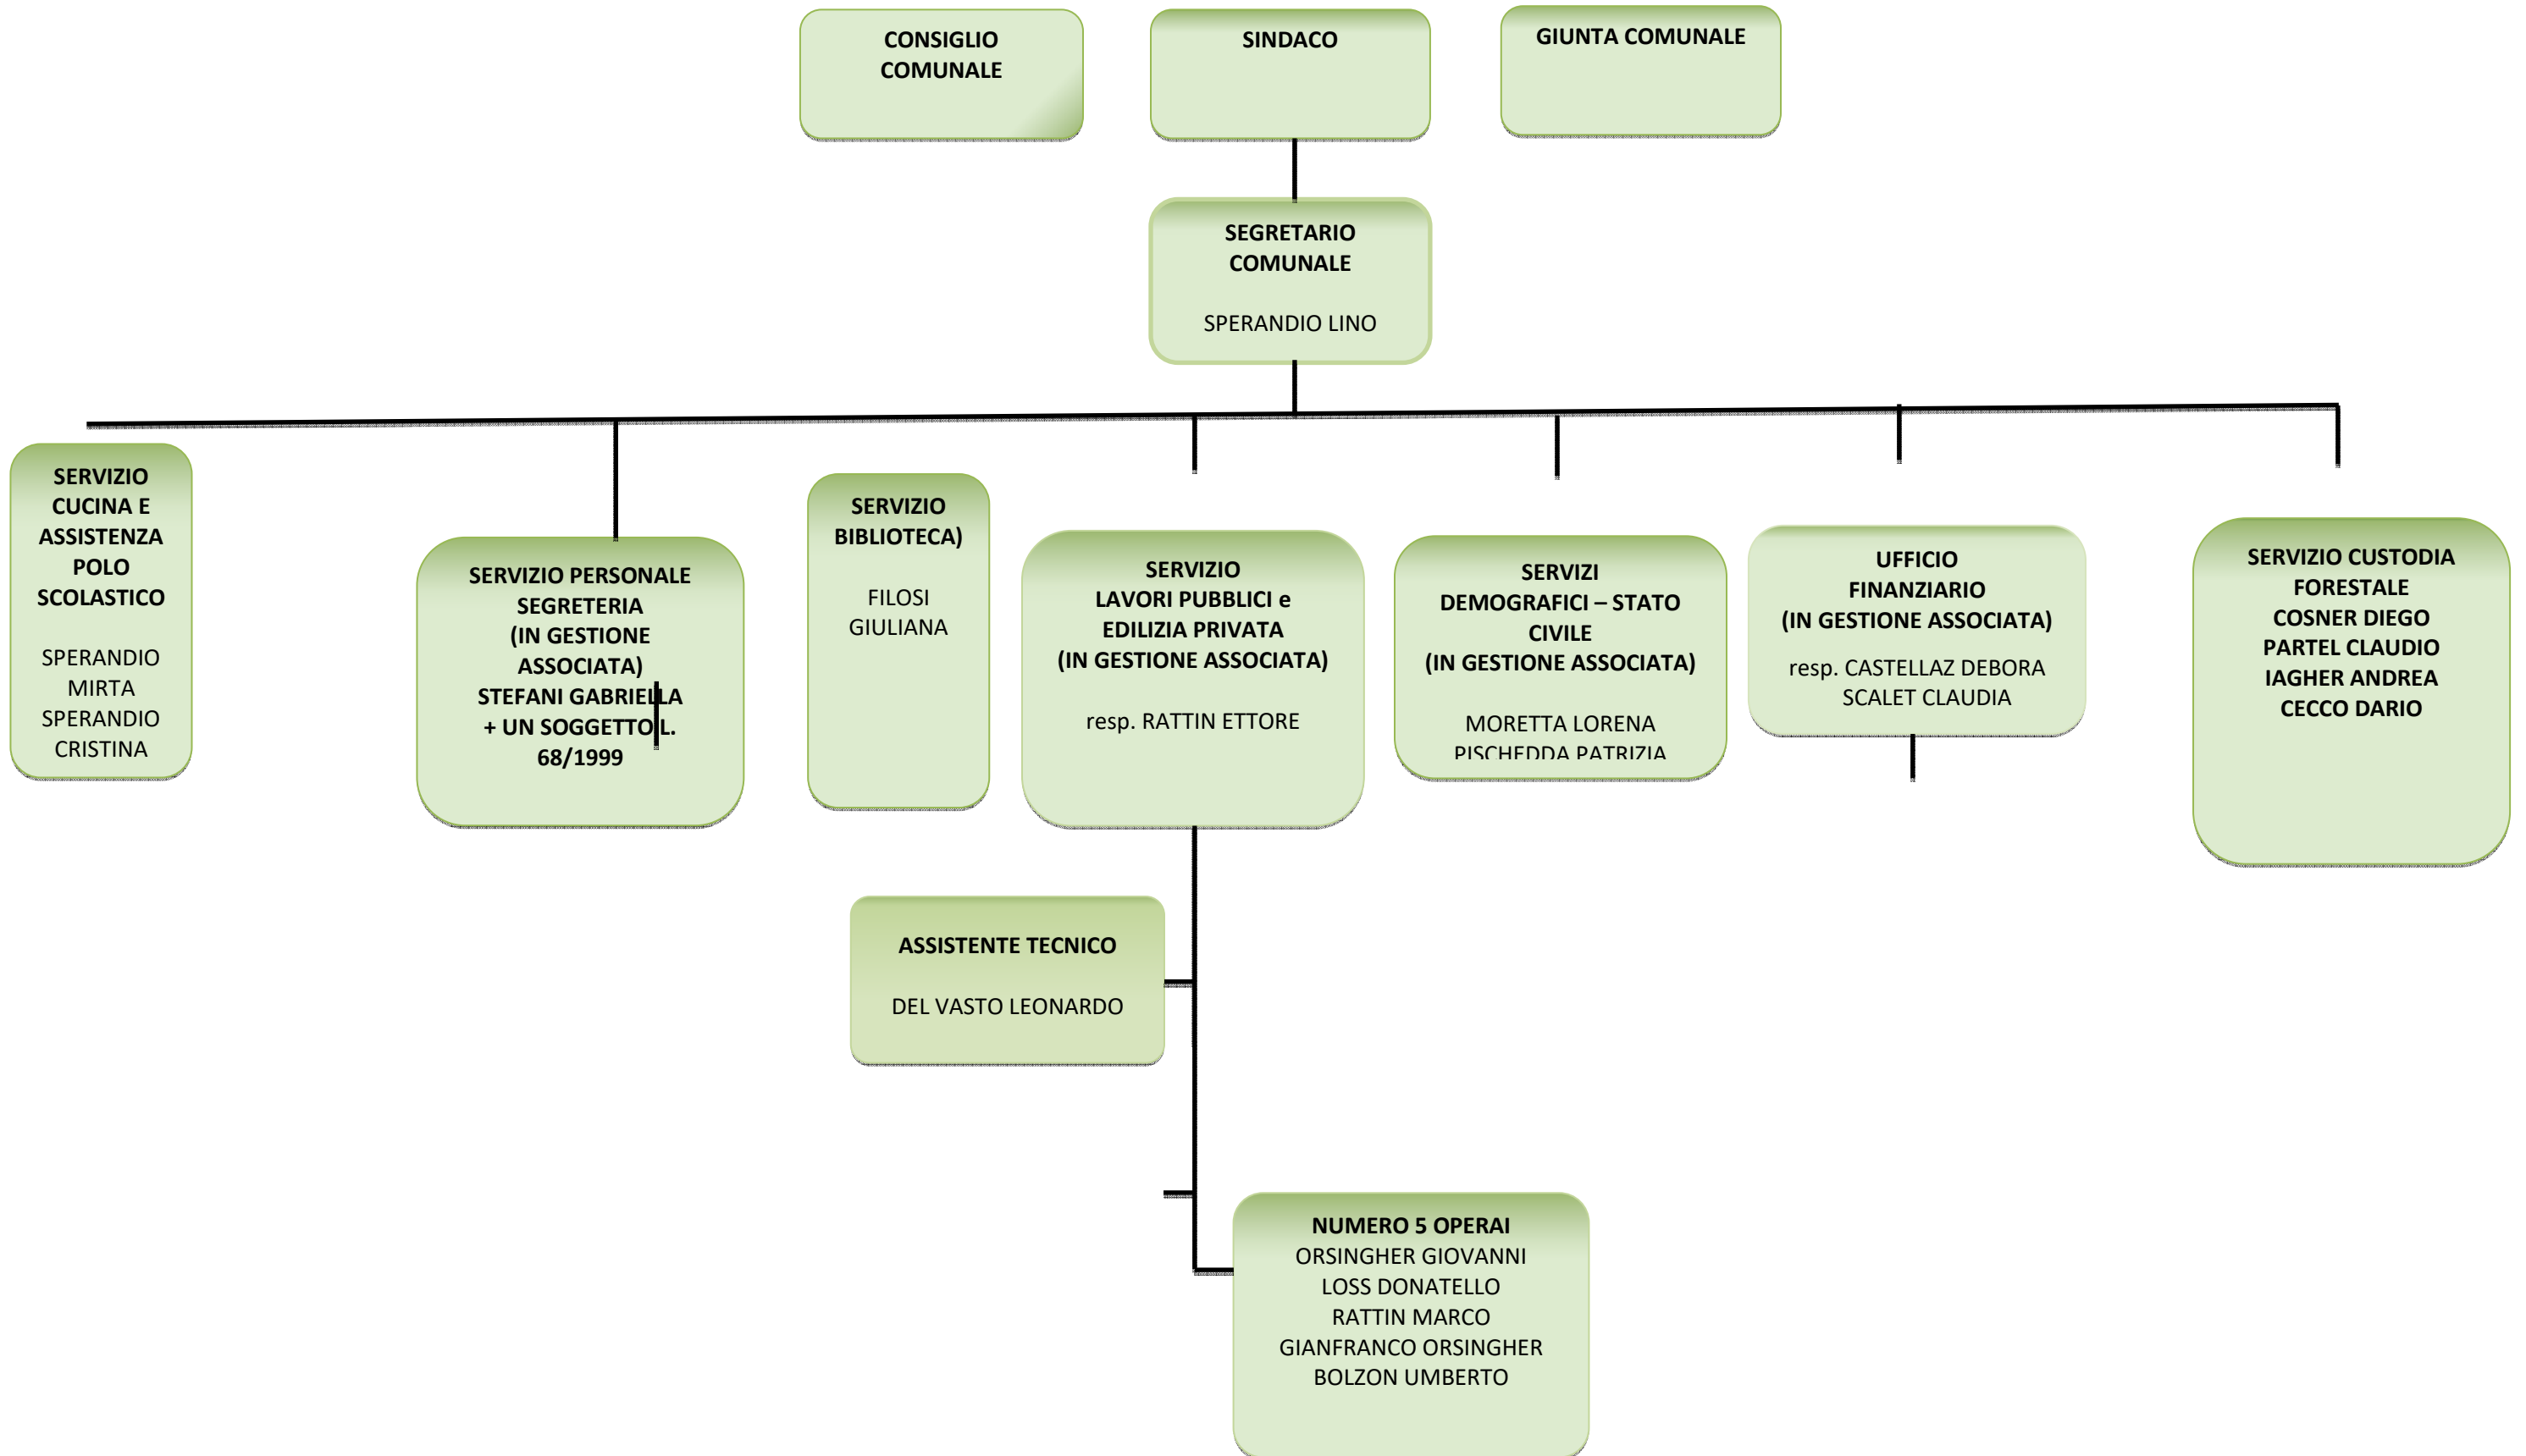 CONSIGLIO
COMUNALE
SINDACO
GIUNTA COMUNALE
SEGRETARIO
COMUNALE
SPERANDIO LINO
SERVIZIO
CUCINA E
ASSISTENZA
POLO
SCOLASTICO
SPERANDIO
MIRTA
SPERANDIO
CRISTINA
SERVIZIO PERSONALE
SEGRETERIA
(IN GESTIONE
ASSOCIATA)
STEFANI GABRIELLA
+ UN SOGGETTO L.
68/1999
SERVIZIO
BIBLIOTECA)
FILOSI
GIULIANA
SERVIZIO
LAVORI PUBBLICI e
EDILIZIA PRIVATA
(IN GESTIONE ASSOCIATA)
resp. RATTIN ETTORE
SERVIZI
DEMOGRAFICI – STATO
CIVILE
(IN GESTIONE ASSOCIATA)
MORETTA LORENA
PISCHEDDA PATRIZIA
UFFICIO
FINANZIARIO
(IN GESTIONE ASSOCIATA)
resp. CASTELLAZ DEBORA
SCALET CLAUDIA
SERVIZIO CUSTODIA
FORESTALE
COSNER DIEGO
PARTEL CLAUDIO
IAGHER ANDREA
CECCO DARIO
ASSISTENTE TECNICO
DEL VASTO LEONARDO
NUMERO 5 OPERAI
ORSINGHER GIOVANNI
LOSS DONATELLO
RATTIN MARCO
GIANFRANCO ORSINGHER
BOLZON UMBERTO